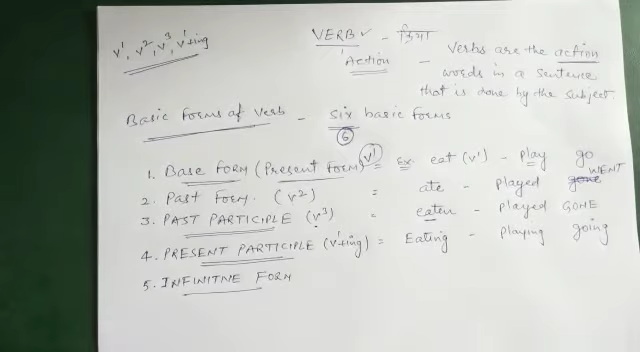 V¹, V², V³, V¹+ing
VERB - क्रिया
Action
- Verbs are the action
words in a sentence
that is done by the subject.
Basic Forms of Verb - six basic forms
6
1. BASE FORM (Present Form) V¹ = Ex. eat (V¹) - play go
2. Past Form. (V²) = ate - played WENT
3. PAST PARTICIPLE (V³) = eaten - played GONE
4. PRESENT PARTICIPLE (V¹+ing) = Eating - playing going
5. INFINITIVE FORM